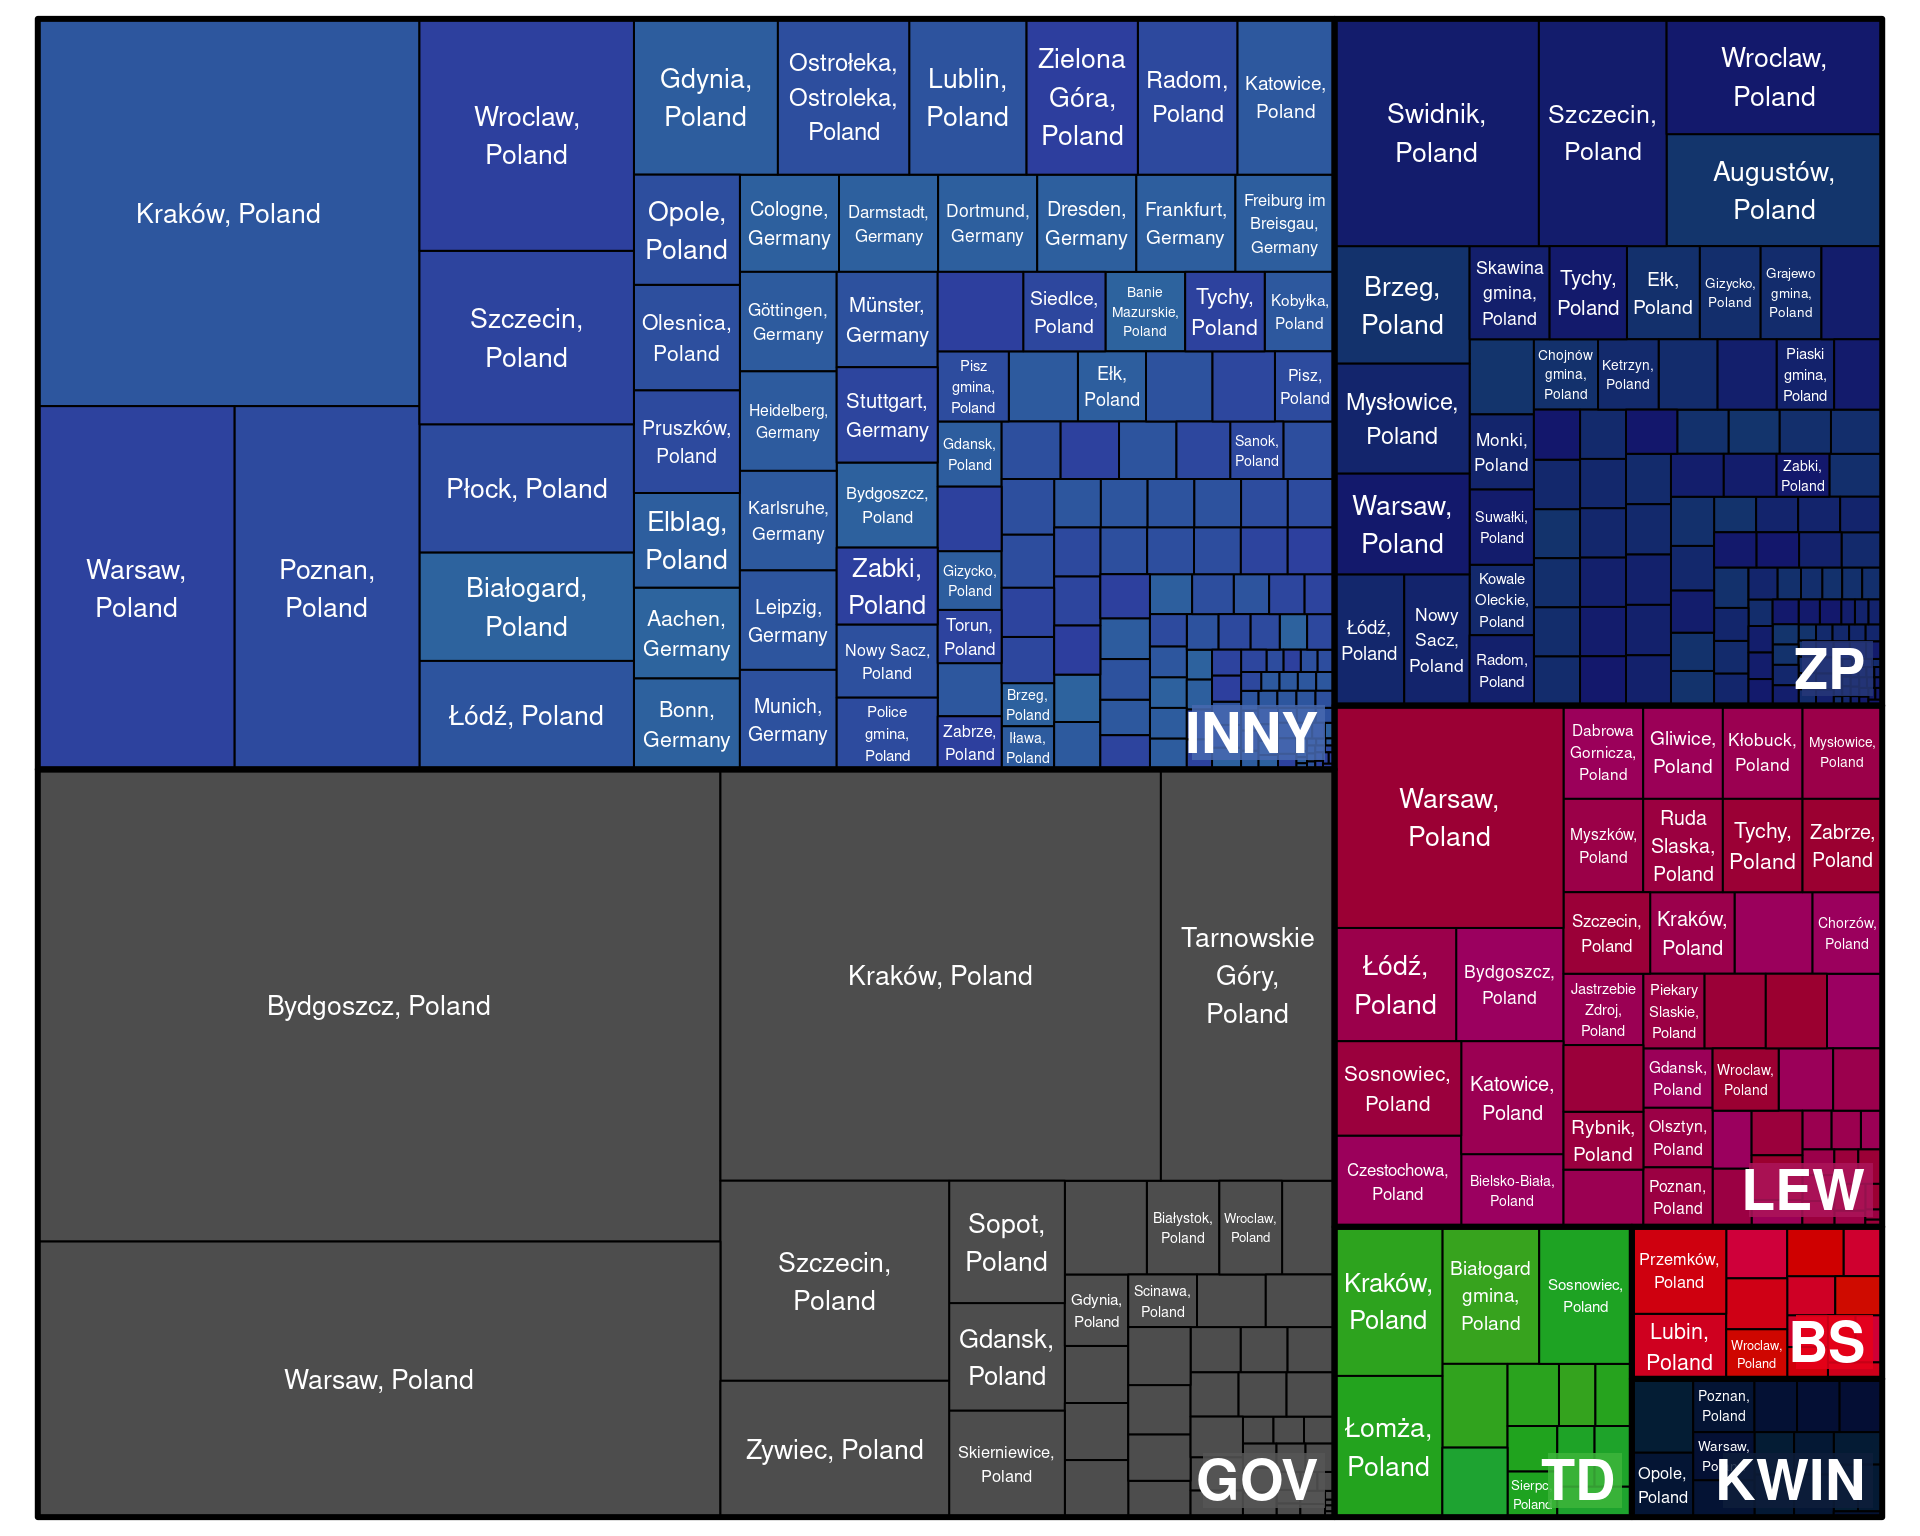 Kraków, Poland
Warsaw,
Poland
Poznan,
Poland
Wroclaw,
Poland
Szczecin,
Poland
Płock, Poland
Białogard,
Poland
Łódź, Poland
Gdynia,
Poland
Ostrołeka,
Ostroleka,
Poland
Lublin,
Poland
Zielona
Góra,
Poland
Radom,
Poland
Katowice,
Poland
Opole,
Poland
Olesnica,
Poland
Pruszków,
Poland
Elblag,
Poland
Aachen,
Germany
Bonn,
Germany
Cologne,
Germany
Darmstadt,
Germany
Dortmund,
Germany
Dresden,
Germany
Frankfurt,
Germany
Freiburg im
Breisgau,
Germany
Göttingen,
Germany
Heidelberg,
Germany
Karlsruhe,
Germany
Leipzig,
Germany
Munich,
Germany
Münster,
Germany
Stuttgart,
Germany
Bydgoszcz,
Poland
Zabki,
Poland
Nowy Sacz,
Poland
Police
gmina,
Poland
Siedlce,
Poland
Banie
Mazurskie,
Poland
Tychy,
Poland
Kobyłka,
Poland
Pisz
gmina,
Poland
Ełk,
Poland
Pisz,
Poland
Gdansk,
Poland
Sanok,
Poland
Gizycko,
Poland
Torun,
Poland
Zabrze,
Poland
Brzeg,
Poland
Iława,
Poland
INNY
Swidnik,
Poland
Szczecin,
Poland
Wroclaw,
Poland
Augustów,
Poland
Brzeg,
Poland
Mysłowice,
Poland
Warsaw,
Poland
Łódź,
Poland
Nowy
Sacz,
Poland
Skawina
gmina,
Poland
Tychy,
Poland
Ełk,
Poland
Gizycko,
Poland
Grajewo
gmina,
Poland
Chojnów
gmina,
Poland
Ketrzyn,
Poland
Piaski
gmina,
Poland
Monki,
Poland
Suwałki,
Poland
Kowale
Oleckie,
Poland
Radom,
Poland
Zabki,
Poland
ZP
Bydgoszcz, Poland
Warsaw, Poland
Kraków, Poland
Tarnowskie
Góry,
Poland
Szczecin,
Poland
Zywiec, Poland
Sopot,
Poland
Gdansk,
Poland
Skierniewice,
Poland
Białystok,
Poland
Wroclaw,
Poland
Gdynia,
Poland
Scinawa,
Poland
GOV
Warsaw,
Poland
Łódź,
Poland
Bydgoszcz,
Poland
Sosnowiec,
Poland
Czestochowa,
Poland
Katowice,
Poland
Bielsko-Biała,
Poland
Dabrowa
Gornicza,
Poland
Gliwice,
Poland
Kłobuck,
Poland
Mysłowice,
Poland
Myszków,
Poland
Ruda
Slaska,
Poland
Tychy,
Poland
Zabrze,
Poland
Szczecin,
Poland
Kraków,
Poland
Chorzów,
Poland
Jastrzebie
Zdroj,
Poland
Piekary
Slaskie,
Poland
Rybnik,
Poland
Gdansk,
Poland
Wroclaw,
Poland
Olsztyn,
Poland
Poznan,
Poland
LEW
Kraków,
Poland
Łomża,
Poland
Białogard
gmina,
Poland
Sosnowiec,
Poland
Poland
TD
Przemków,
Poland
Lubin,
Poland
Wroclaw,
Poland
BS
Poznan,
Poland
Warsaw,
Opole,
Poland
KWIN